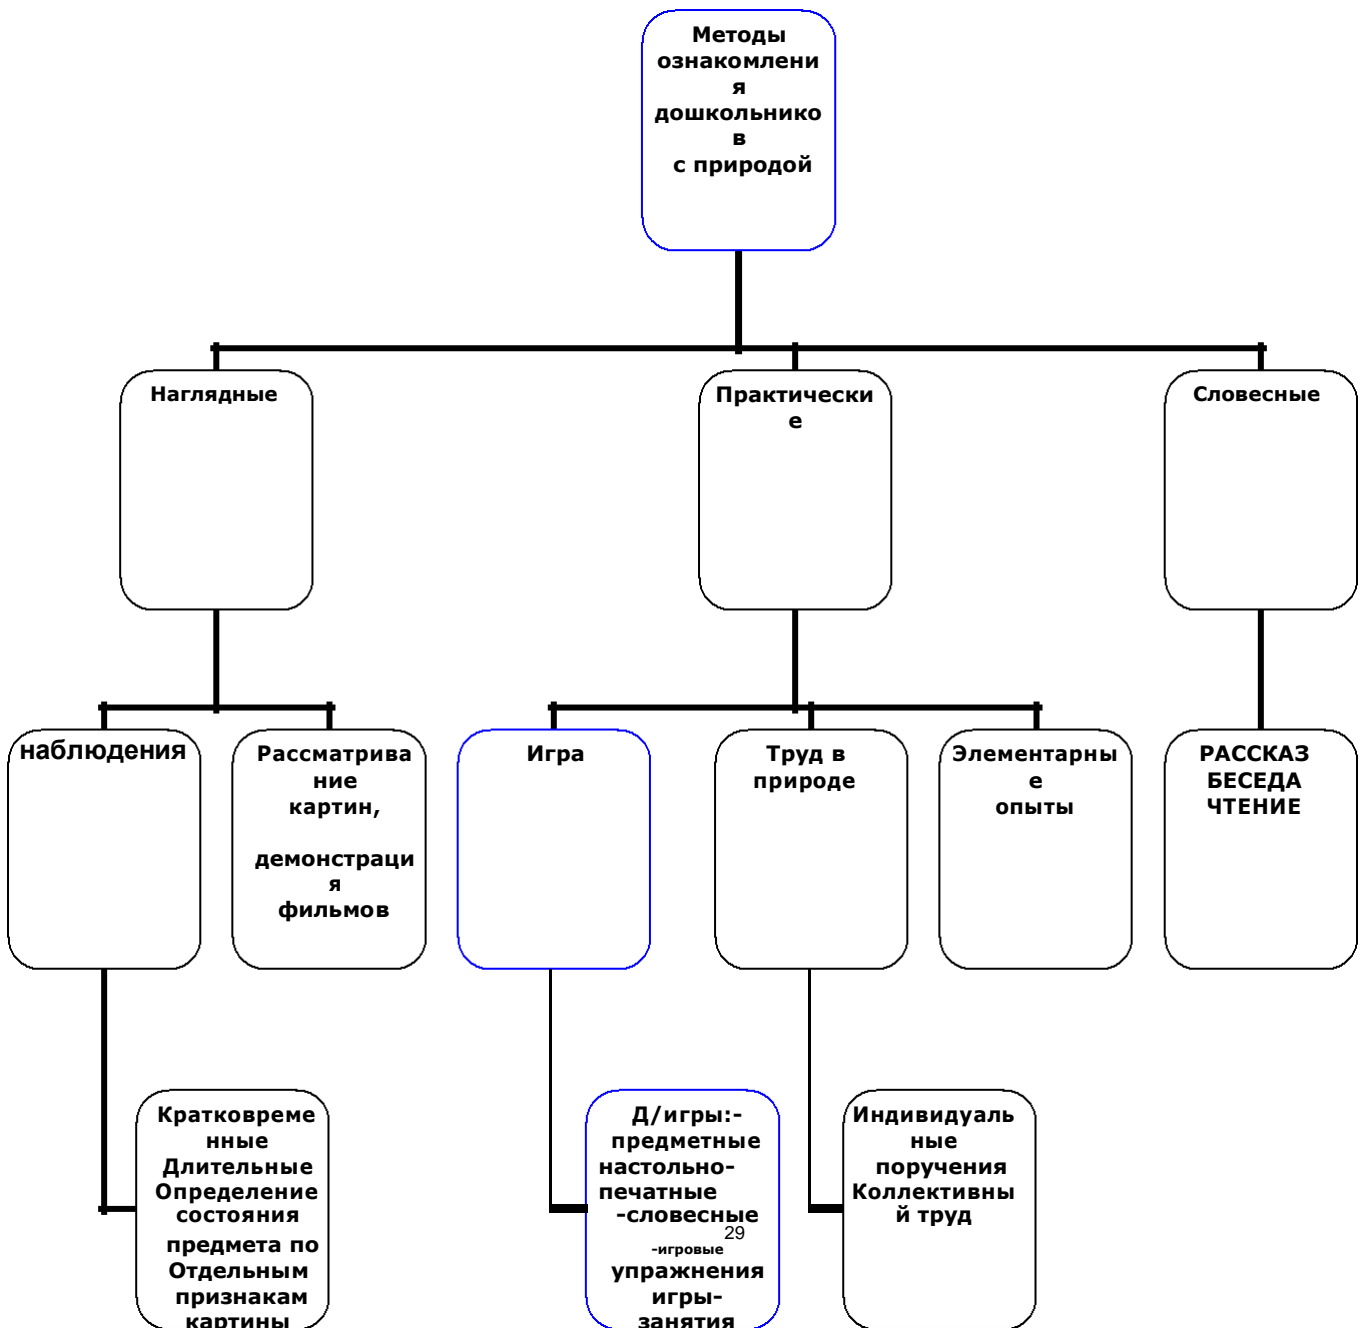 Методы
ознакомлени
я
дошкольнико
в
с природой
Наглядные
Практически
е
Словесные
наблюдения
Рассматрива
ние
картин,
демонстраци
я
фильмов
Игра
Труд в
природе
Элементарны
е
опыты
РАССКАЗ
БЕСЕДА
ЧТЕНИЕ
Кратковреме
нные
Длительные
Определение
состояния
предмета по
Отдельным
признакам
картины
Д/игры:-
предметные
настольно-
печатные
-словесные
29
-игровые
упражнения
игры-
занятия
Индивидуаль
ные
поручения
Коллективны
й труд